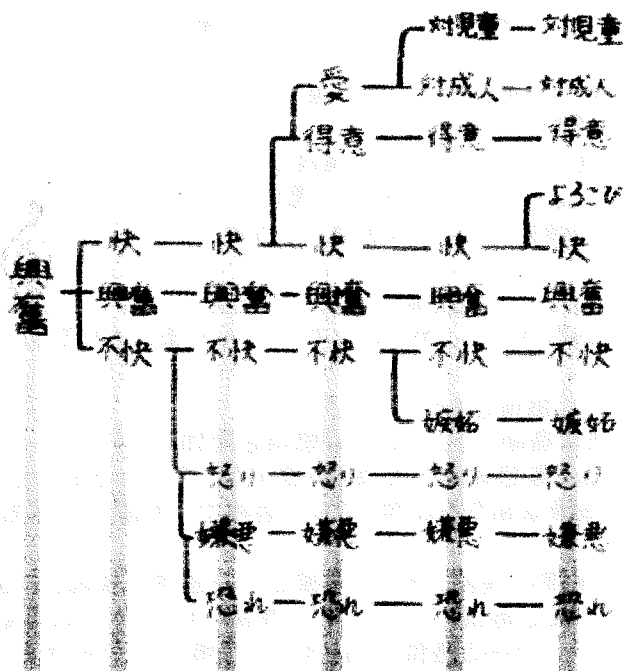 対児童 — 対児童
愛 — 対成人 — 対成人
得意 — 得意 — 得意
よろこび
快 — 快 — 快 — 快 — 快
興奮
興奮 — 興奮 — 興奮 — 興奮 — 興奮
不快 — 不快 — 不快 — 不快 — 不快
嫉妬 — 嫉妬
怒り — 怒り — 怒り — 怒り
嫌悪 — 嫌悪 — 嫌悪 — 嫌悪
恐れ — 恐れ — 恐れ — 恐れ